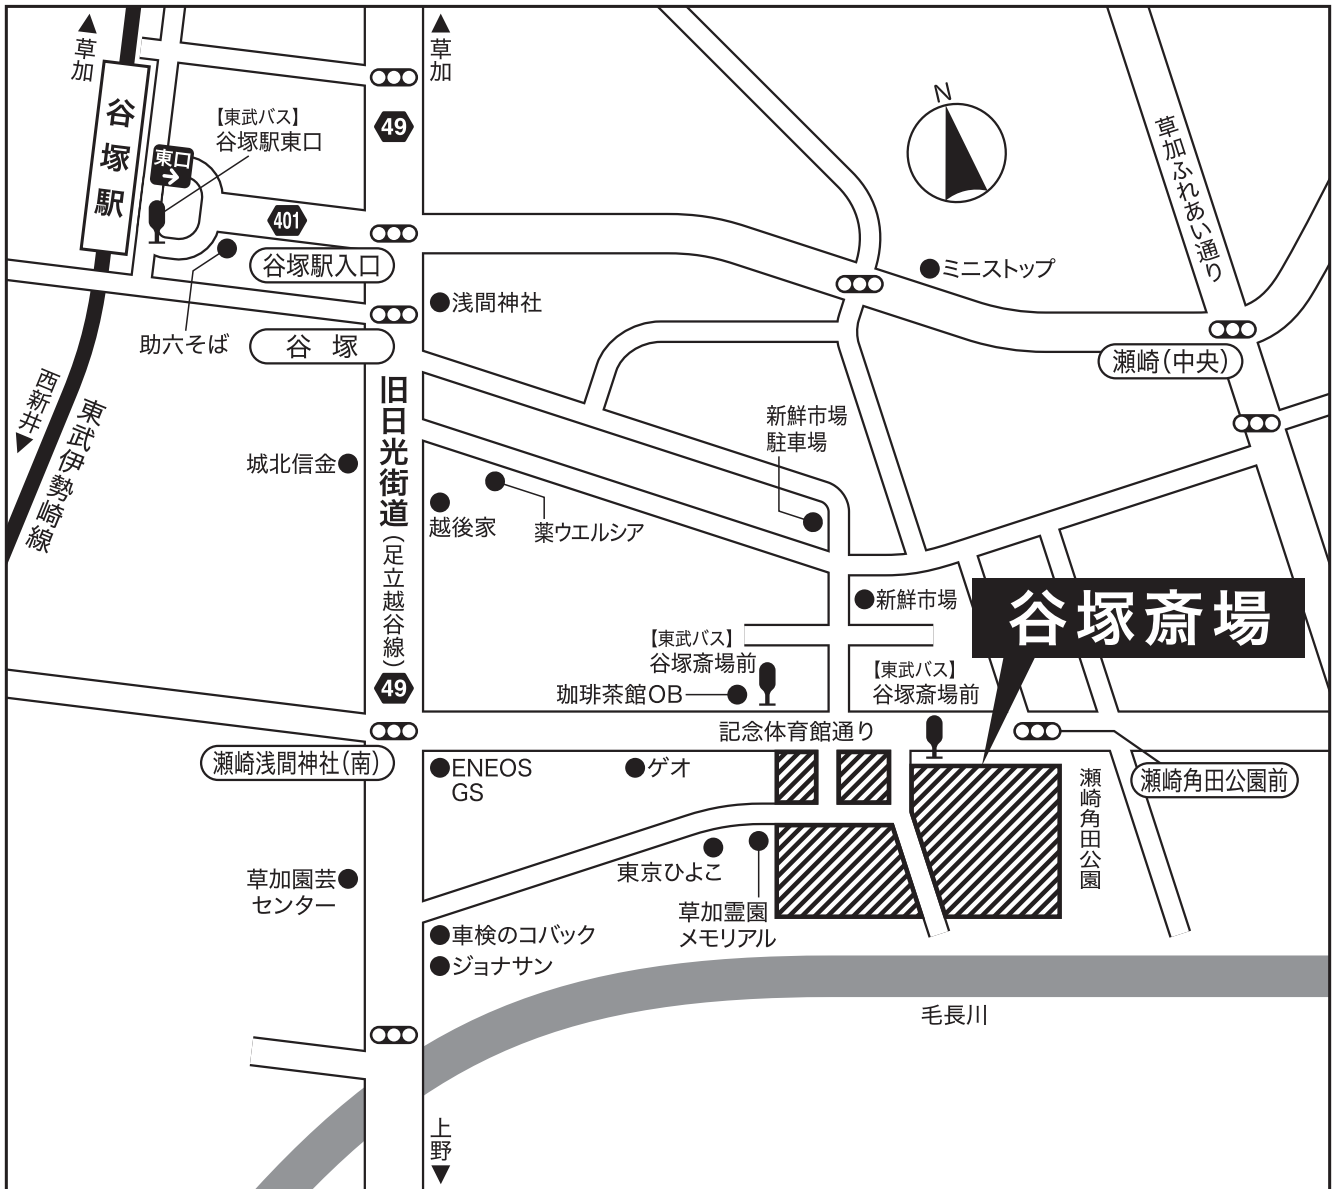 草加
草加
N
谷塚駅
【東武バス】
谷塚駅東口
東口
49
401
谷塚駅入口
草加ふれあい通り
ミニストップ
浅間神社
助六そば
谷塚
瀬崎(中央)
西新井
東武伊勢崎線
旧日光街道(足立越谷線)
新鮮市場
駐車場
城北信金
越後家
薬ウエルシア
新鮮市場
谷塚斎場
【東武バス】
谷塚斎場前
【東武バス】
谷塚斎場前
珈琲茶館OB
49
記念体育館通り
瀬崎浅間神社(南)
ENEOS
GS
ゲオ
瀬崎角田公園
瀬崎角田公園前
東京ひよこ
草加園芸
センター
草加霊園
メモリアル
車検のコバック
ジョナサン
毛長川
上野